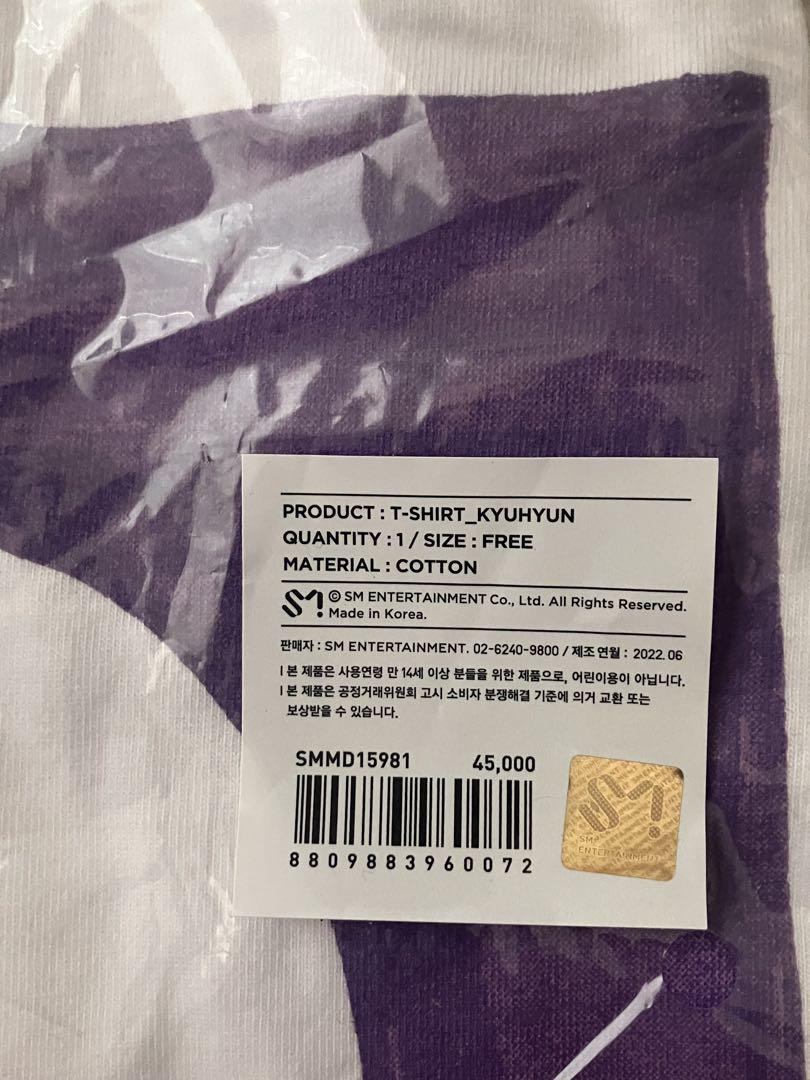 PRODUCT : T-SHIRT_KYUHYUN
QUANTITY : 1 / SIZE : FREE
MATERIAL : COTTON
SM! © SM ENTERTAINMENT Co., Ltd. All Rights Reserved.
Made in Korea.
판매자 : SM ENTERTAINMENT. 02-6240-9800 / 제조 연월 : 2022. 06
l 본 제품은 사용연령 만 14세 이상 분들을 위한 제품으로, 어린이용이 아닙니다.
l 본 제품은 공정거래위원회 고시 소비자 분쟁해결 기준에 의거 교환 또는
보상받을 수 있습니다.
SMMD15981 45,000
8809883960072
SM!
SM
ENTERTAINMENT